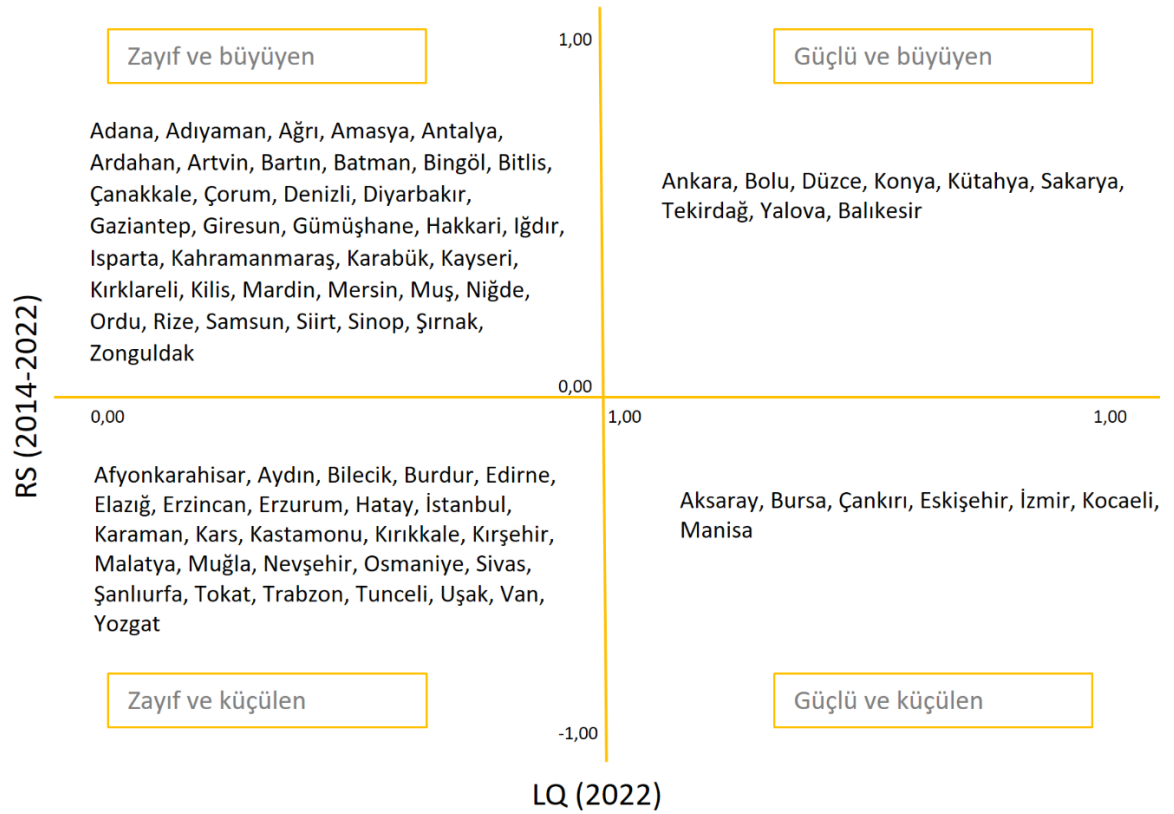 Zayıf ve büyüyen
1,00
Güçlü ve büyüyen
Adana, Adıyaman, Ağrı, Amasya, Antalya,
Ardahan, Artvin, Bartın, Batman, Bingöl, Bitlis,
Çanakkale, Çorum, Denizli, Diyarbakır,
Gaziantep, Giresun, Gümüşhane, Hakkari, Iğdır,
Isparta, Kahramanmaraş, Karabük, Kayseri,
Kırklareli, Kilis, Mardin, Mersin, Muş, Niğde,
Ordu, Rize, Samsun, Siirt, Sinop, Şırnak,
Zonguldak
Ankara, Bolu, Düzce, Konya, Kütahya, Sakarya,
Tekirdağ, Yalova, Balıkesir
RS (2014-2022)
0,00
0,00
1,00
1,00
Afyonkarahisar, Aydın, Bilecik, Burdur, Edirne,
Elazığ, Erzincan, Erzurum, Hatay, İstanbul,
Karaman, Kars, Kastamonu, Kırıkkale, Kırşehir,
Malatya, Muğla, Nevşehir, Osmaniye, Sivas,
Şanlıurfa, Tokat, Trabzon, Tunceli, Uşak, Van,
Yozgat
Aksaray, Bursa, Çankırı, Eskişehir, İzmir, Kocaeli,
Manisa
Zayıf ve küçülen
Güçlü ve küçülen
-1,00
LQ (2022)